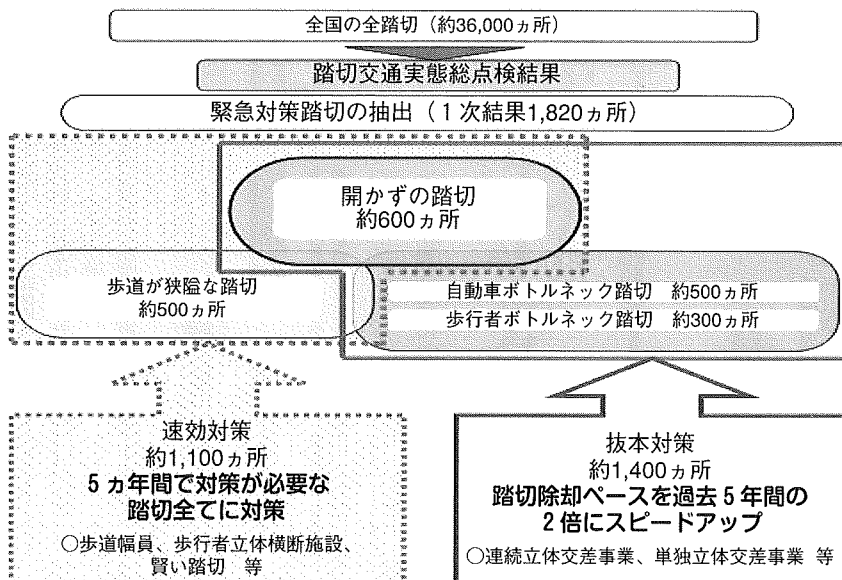 全国の全踏切（約36,000ヵ所）
踏切交通実態総点検結果
緊急対策踏切の抽出（１次結果1,820ヵ所）
開かずの踏切
約600ヵ所
歩道が狭隘な踏切
約500ヵ所
自動車ボトルネック踏切　約500ヵ所
歩行者ボトルネック踏切　約300ヵ所
速効対策
約1,100ヵ所
５ヵ年間で対策が必要な
踏切全てに対策
○歩道幅員、歩行者立体横断施設、
賢い踏切　等
抜本対策
約1,400ヵ所
踏切除却ペースを過去５年間の
２倍にスピードアップ
○連続立体交差事業、単独立体交差事業　等